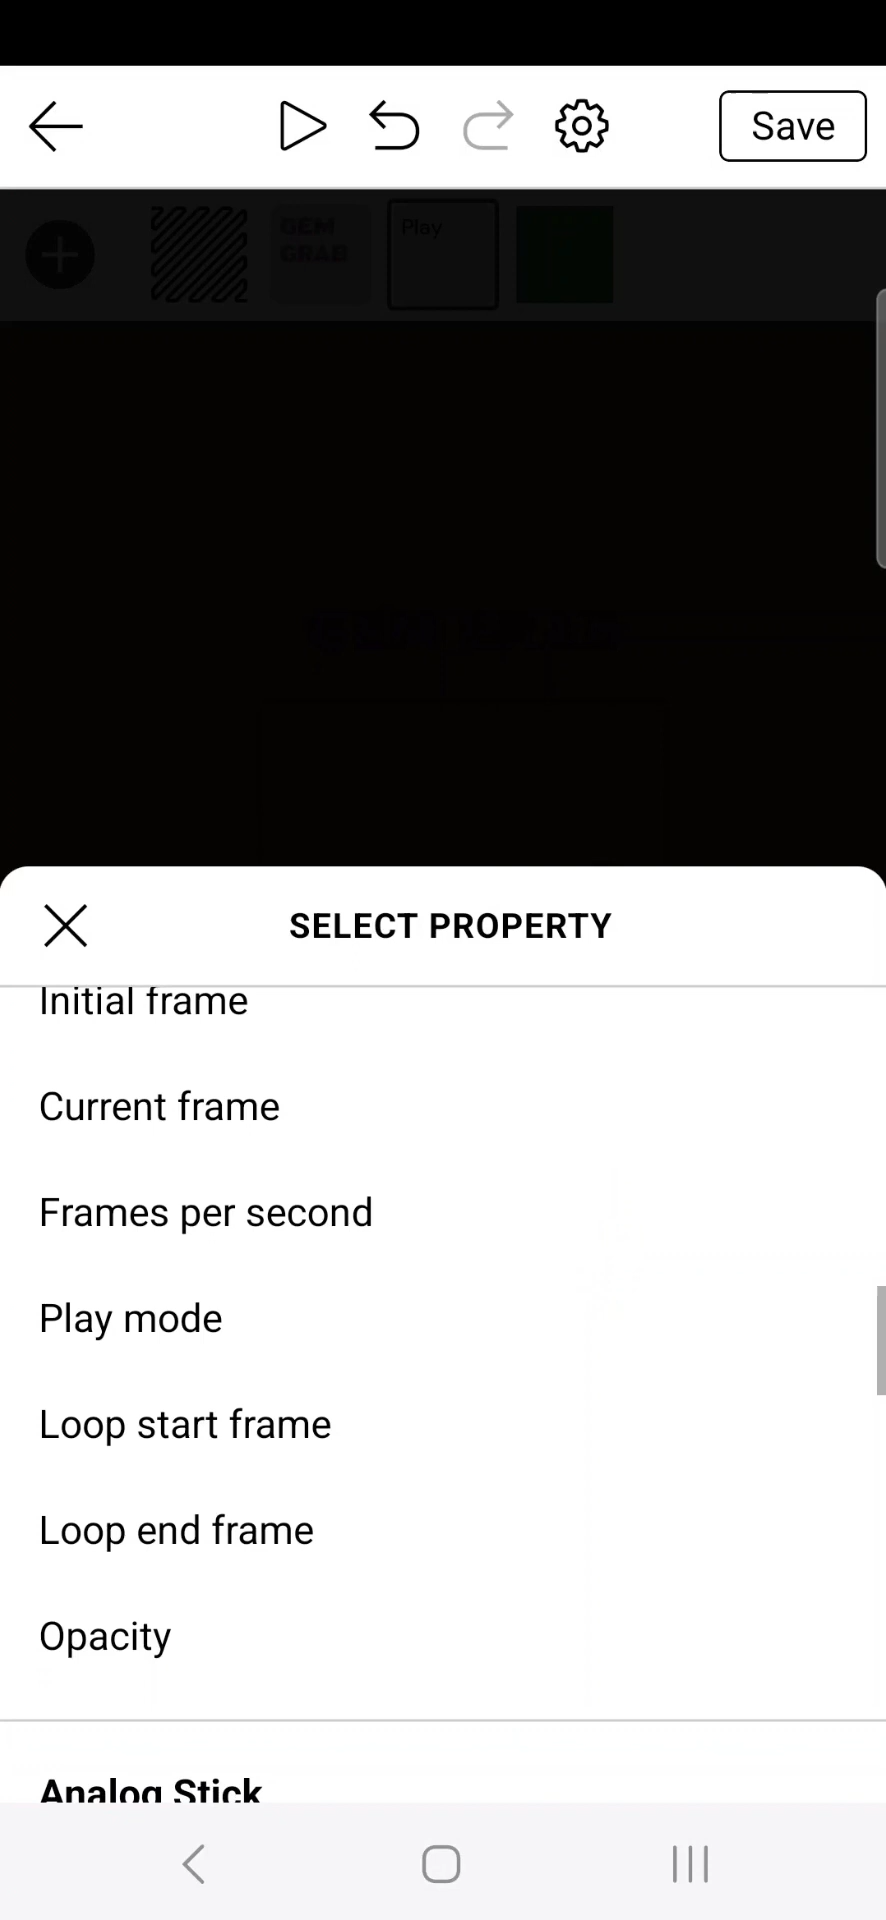 Save
GEM
GRAB
Play
SELECT PROPERTY
Initial frame
Current frame
Frames per second
Play mode
Loop start frame
Loop end frame
Opacity
Analog Stick